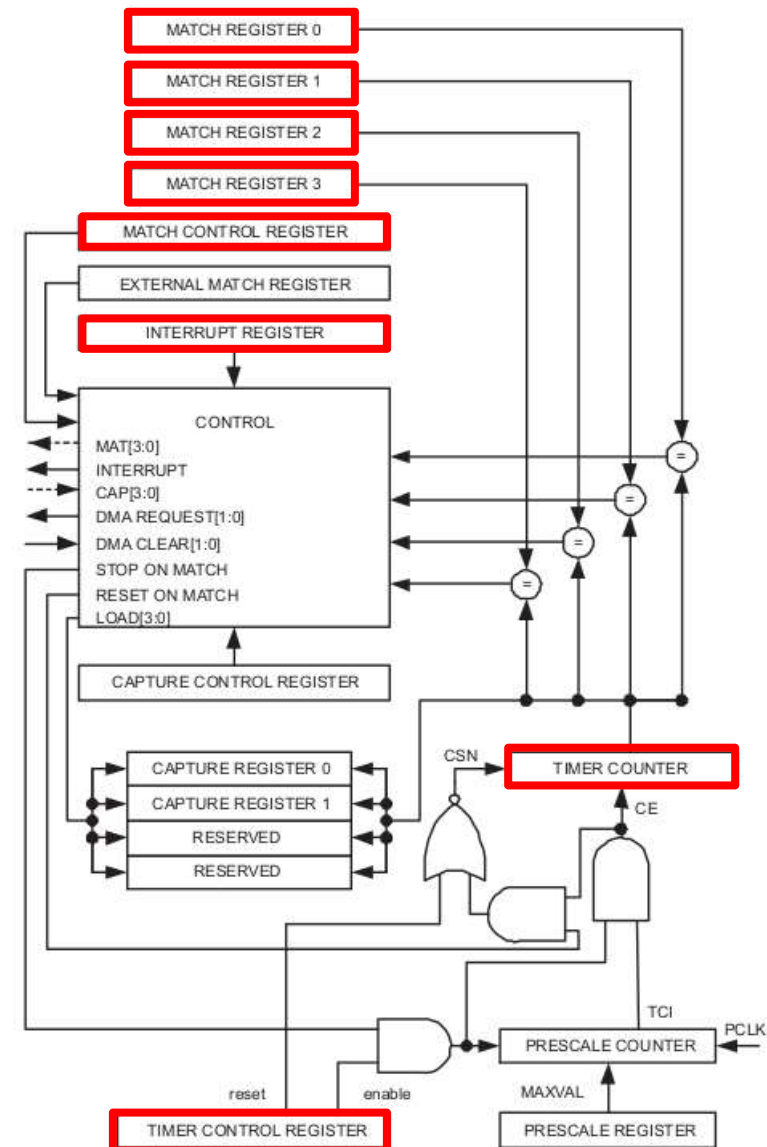 MATCH REGISTER 0
MATCH REGISTER 1
MATCH REGISTER 2
MATCH REGISTER 3
MATCH CONTROL REGISTER
EXTERNAL MATCH REGISTER
INTERRUPT REGISTER
CONTROL
MAT[3:0]
INTERRUPT
CAP[3:0]
DMA REQUEST[1:0]
DMA CLEAR[1:0]
STOP ON MATCH
RESET ON MATCH
LOAD[3:0]
=
=
=
=
CAPTURE CONTROL REGISTER
CSN
TIMER COUNTER
CE
CAPTURE REGISTER 0
CAPTURE REGISTER 1
RESERVED
RESERVED
TCI
PCLK
PRESCALE COUNTER
reset
enable
MAXVAL
TIMER CONTROL REGISTER
PRESCALE REGISTER